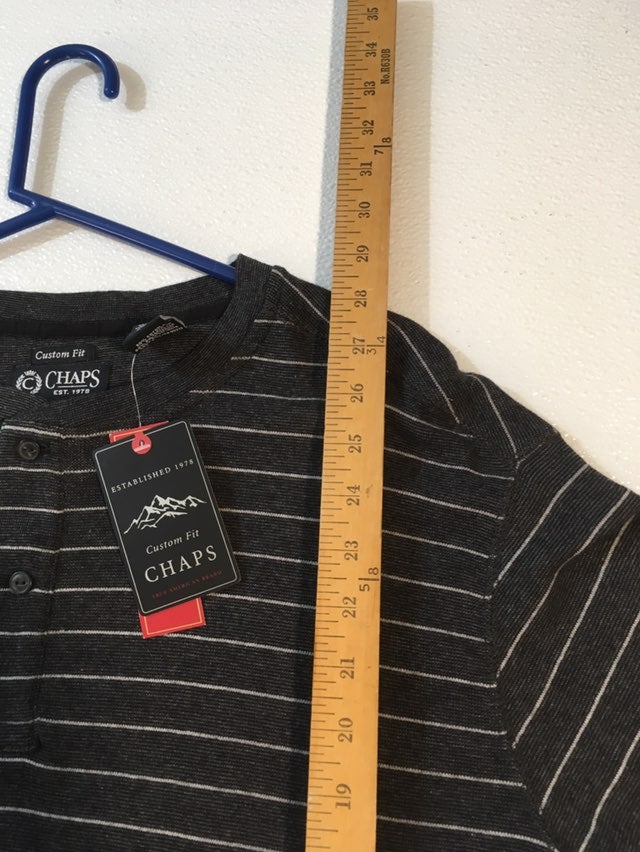 35
34
No.R630B
33
32
7|8
31
30
29
28
27
3|4
26
25
24
23
5|8
22
21
20
19
Custom Fit
C CHAPS
EST. 1978
ESTABLISHED 1978
Custom Fit
CHAPS
TRUE AMERICAN BRAND